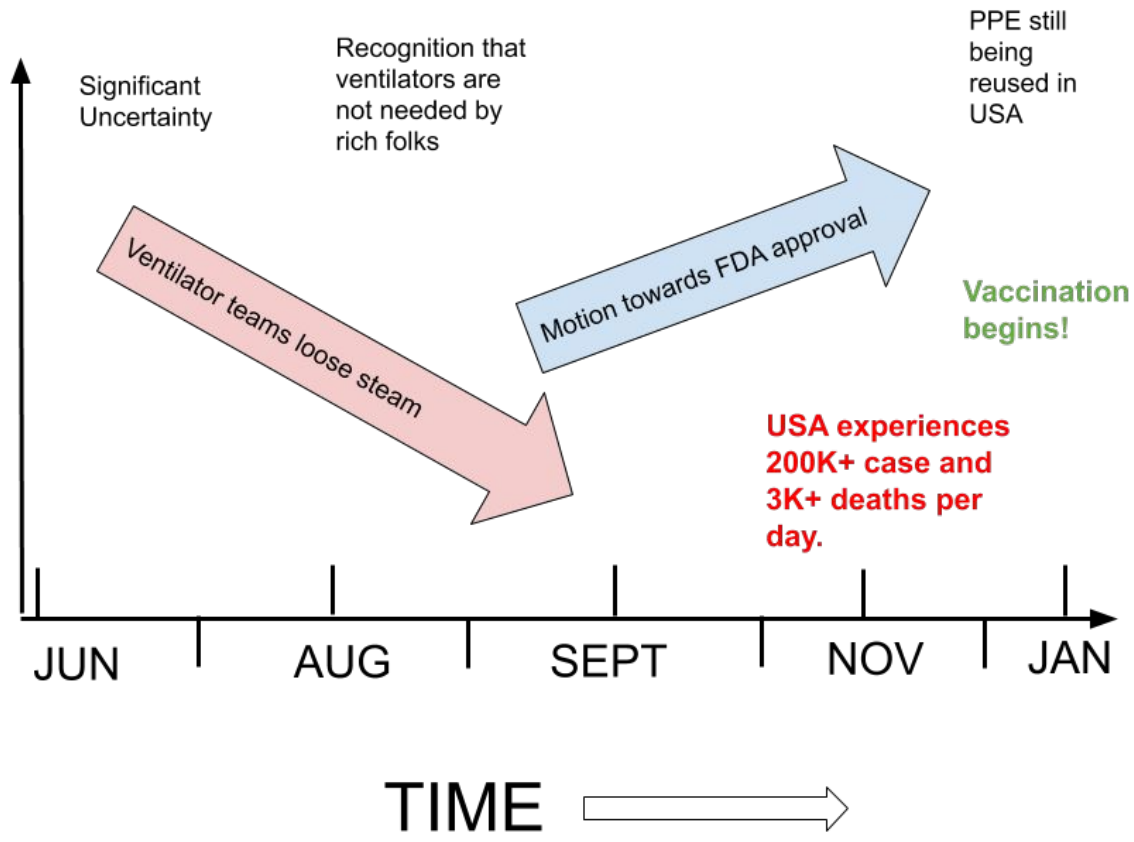 Significant
Uncertainty
Recognition that
ventilators are
not needed by
rich folks
PPE still
being
reused in
USA
Ventilator teams loose steam
Motion towards FDA approval
Vaccination
begins!
USA experiences
200K+ case and
3K+ deaths per
day.
JUN
AUG
SEPT
NOV
JAN
TIME